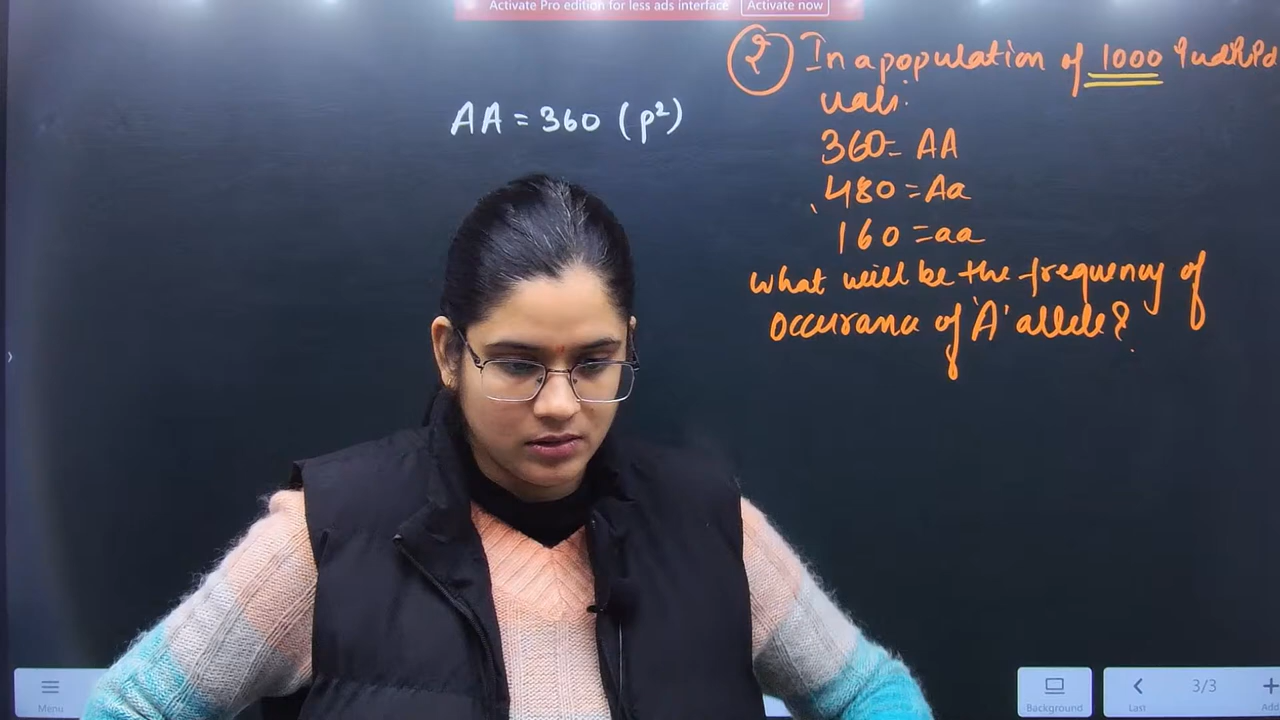 Activate Pro edition for less ads interface Activate now
② In a population of 1000 Individ
uals.
360 = AA
480 = Aa
160 = aa
What will be the frequency of
occurance of 'A' allele?
AA = 360 (p²)
Menu
Background
Last
3/3
Add